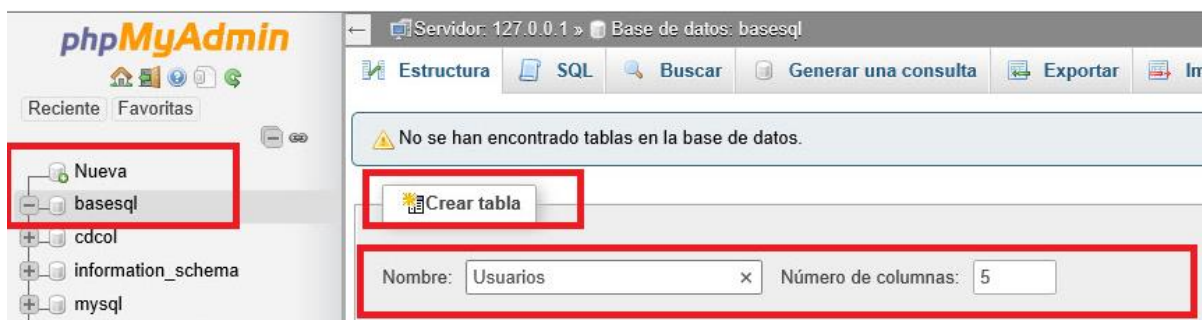 phpMyAdmin
Reciente Favoritas
Nueva
basesql
cdcol
information_schema
mysql
← Servidor: 127.0.0.1 » Base de datos: basesql
Estructura SQL Buscar Generar una consulta Exportar Im
No se han encontrado tablas en la base de datos.
Crear tabla
Nombre: Usuarios × Número de columnas: 5